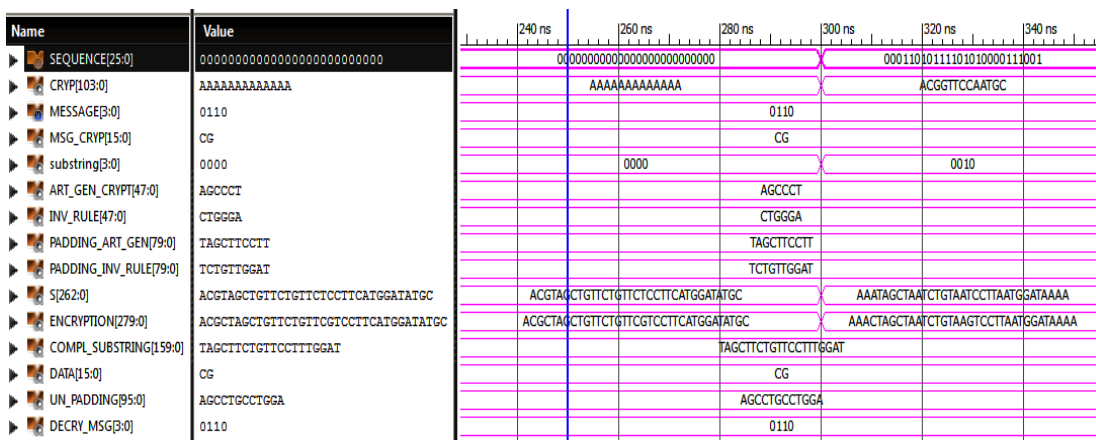 Name Value 240 ns 260 ns 280 ns 300 ns 320 ns 340 ns
SEQUENCE[25:0] 00000000000000000000000000 00000000000000000000000000 00011010111101010000111001
CRYP[103:0] AAAAAAAAAAAAA AAAAAAAAAAAAA ACGGTTCCAATGC
MESSAGE[3:0] 0110 0110
MSG_CRYP[15:0] CG CG
substring[3:0] 0000 0000 0010
ART_GEN_CRYPT[47:0] AGCCCT AGCCCT
INV_RULE[47:0] CTGGGA CTGGGA
PADDING_ART_GEN[79:0] TAGCTTCCTT TAGCTTCCTT
PADDING_INV_RULE[79:0] TCTGTTGGAT TCTGTTGGAT
S[262:0] ACGTAGCTGTTCTGTTCTCCTTCATGGATATGC ACGTAGCTGTTCTGTTCTCCTTCATGGATATGC AAATAGCTAATCTGTAATCCTTAATGGATAAAA
ENCRYPTION[279:0] ACGCTAGCTGTTCTGTTCGTCCTTCATGGATATGC ACGCTAGCTGTTCTGTTCGTCCTTCATGGATATGC AAACTAGCTAATCTGTAAGTCCTTAATGGATAAAA
COMPL_SUBSTRING[159:0] TAGCTTCTGTTCCTTTGGAT TAGCTTCTGTTCCTTTGGAT
DATA[15:0] CG CG
UN_PADDING[95:0] AGCCTGCCTGGA AGCCTGCCTGGA
DECRY_MSG[3:0] 0110 0110